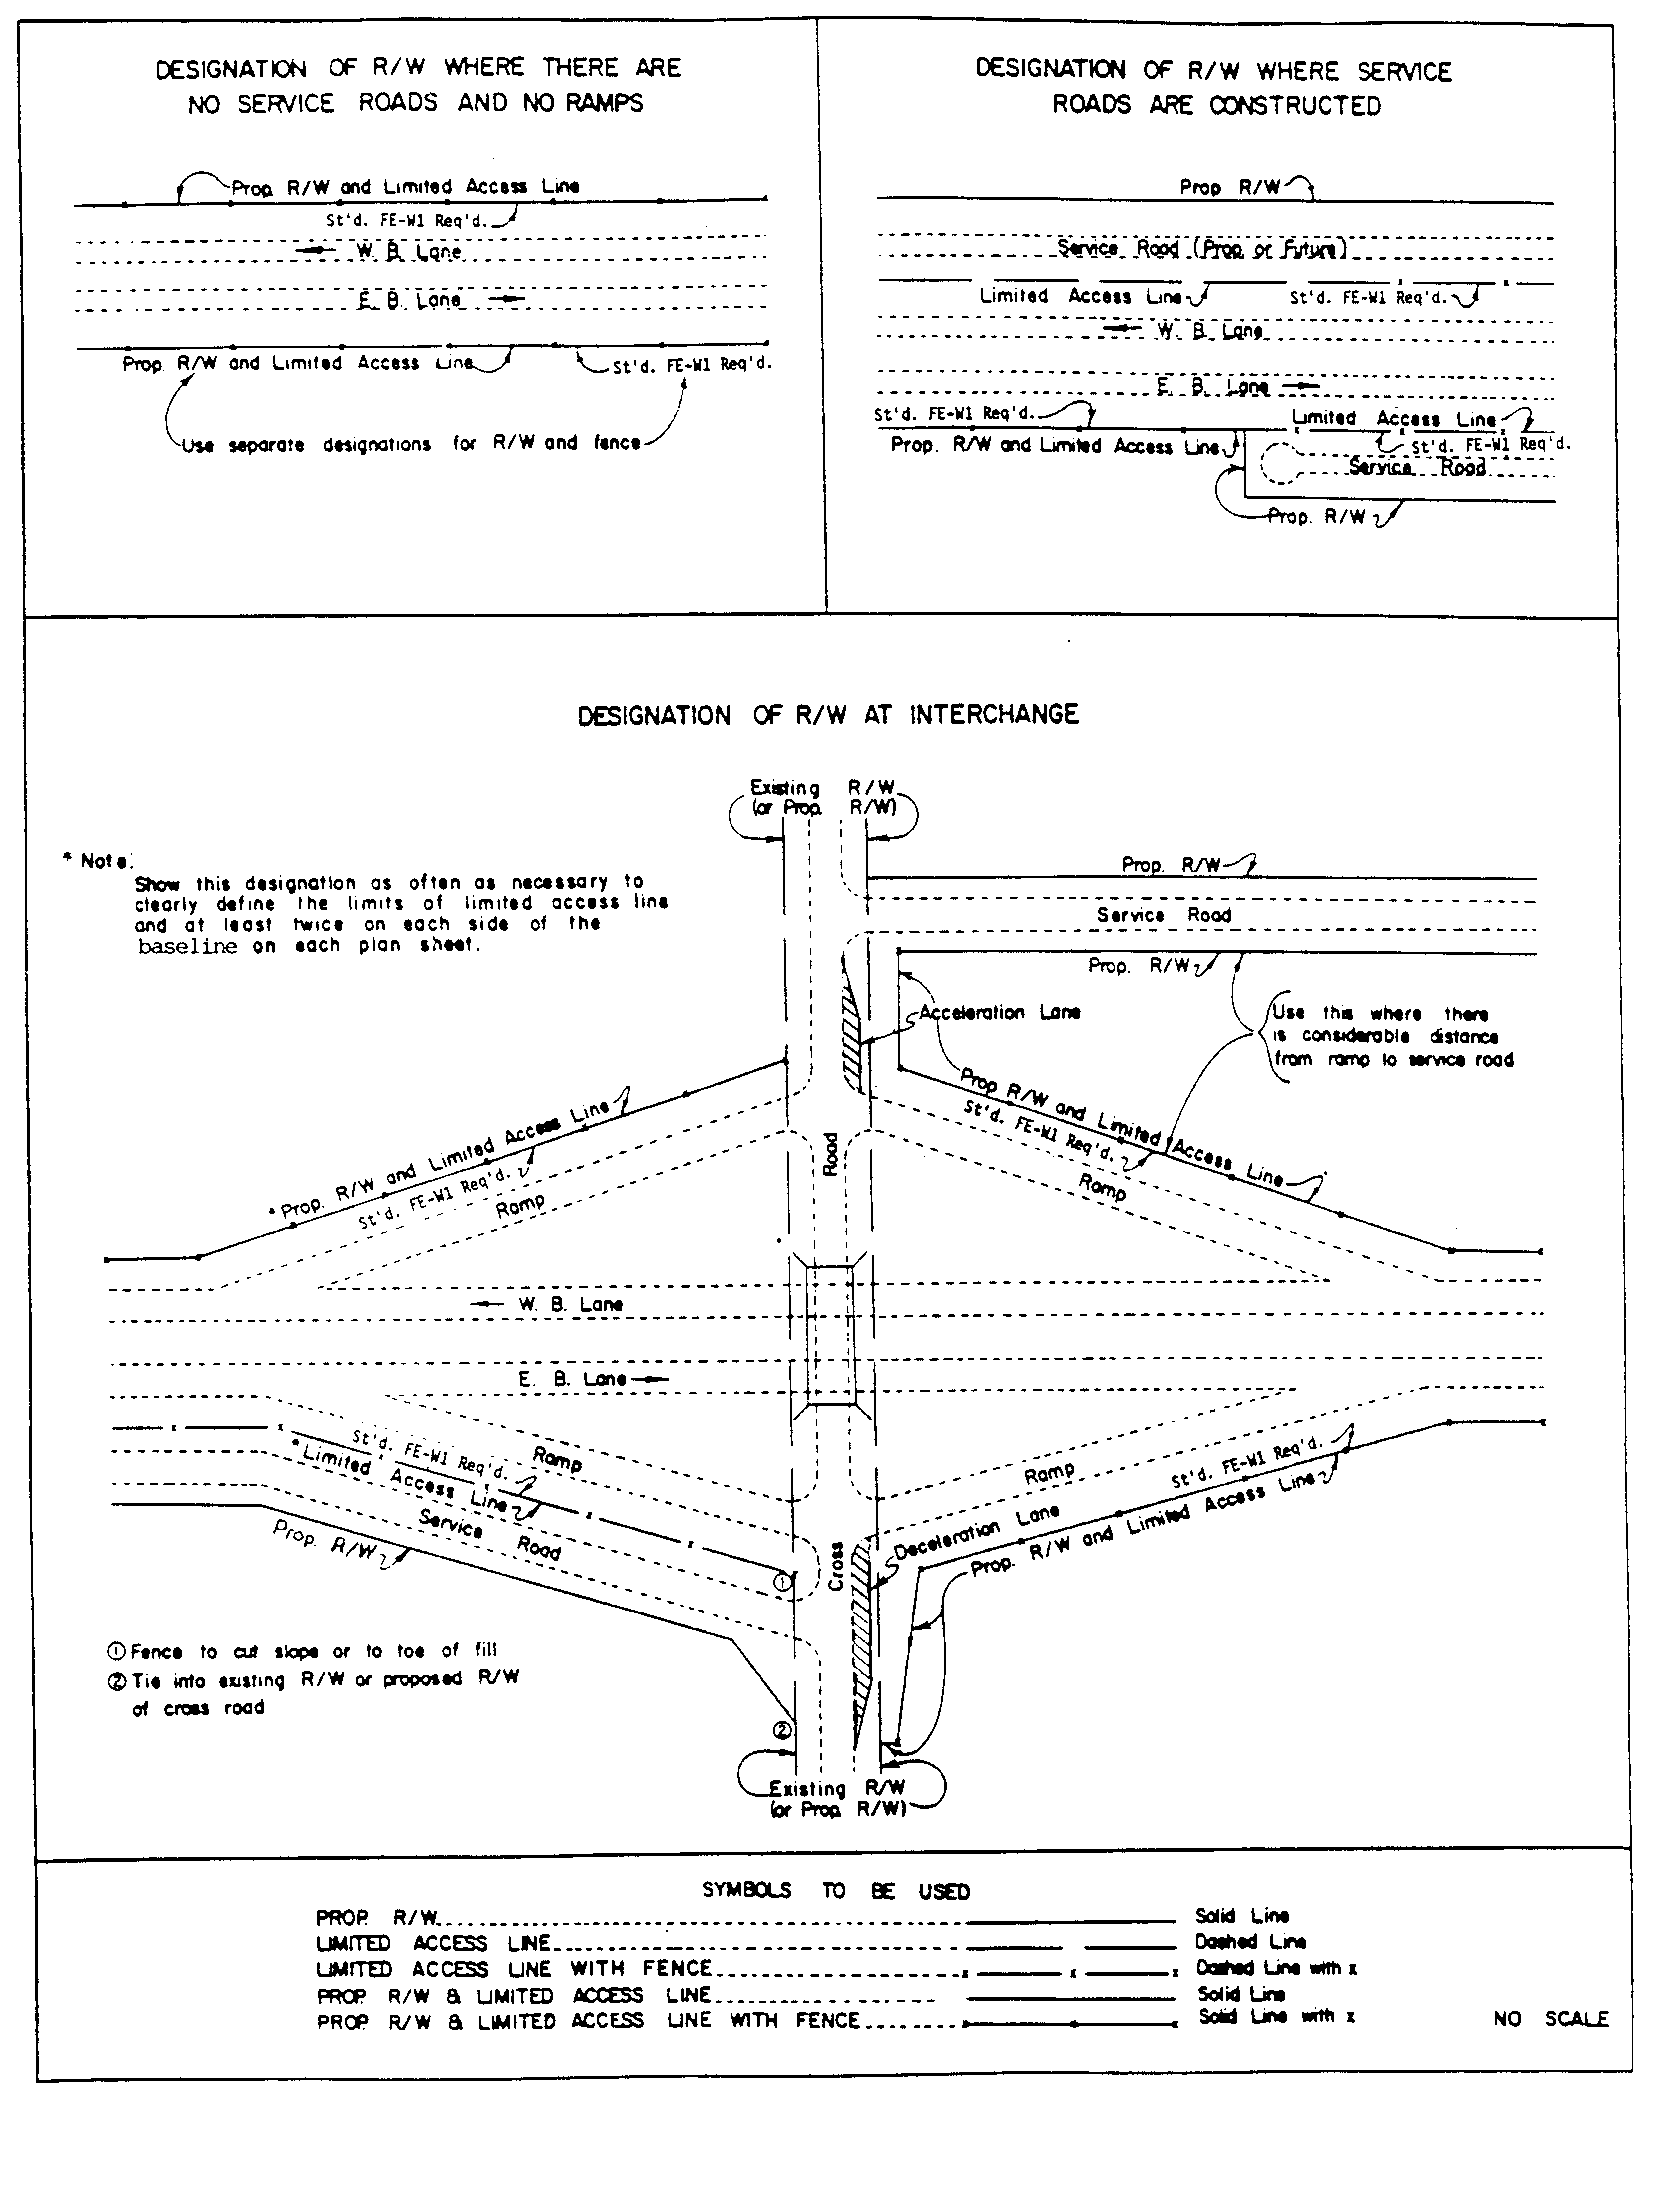 DESIGNATION OF R/W WHERE THERE ARE
NO SERVICE ROADS AND NO RAMPS
Prop. R/W and Limited Access Line
St'd. FE-W1 Req'd.
W. B. Lane
E. B. Lane
Prop. R/W and Limited Access Line
St'd. FE-W1 Req'd.
Use separate designations for R/W and fence
DESIGNATION OF R/W WHERE SERVICE
ROADS ARE CONSTRUCTED
Prop R/W
Service Road (Prop. or Future)
Limited Access Line
St'd. FE-W1 Req'd.
W. B. Lane
E. B. Lane
St'd. FE-W1 Req'd.
Limited Access Line
Prop. R/W and Limited Access Line
St'd. FE-W1 Req'd.
Service Road
Prop. R/W
DESIGNATION OF R/W AT INTERCHANGE
Existing R/W
(or Prop. R/W)
* Note:
Show this designation as often as necessary to
clearly define the limits of limited access line
and at least twice on each side of the
baseline on each plan sheet.
Prop. R/W
Service Road
Prop. R/W
Acceleration Lane
Use this where there
is considerable distance
from ramp to service road
* Prop. R/W and Limited Access Line
St'd. FE-W1 Req'd.
Ramp
Road
Prop R/W and Limited Access Line *
St'd. FE-W1 Req'd.
Ramp
W. B. Lane
E. B. Lane
St'd. FE-W1 Req'd.
* Limited Access Line
Ramp
Service Road
Prop. R/W
Cross
Ramp
St'd. FE-W1 Req'd.
Deceleration Lane
Prop. R/W and Limited Access Line
①
① Fence to cut slope or to toe of fill
② Tie into existing R/W or proposed R/W
of cross road
②
Existing R/W
(or Prop. R/W)
SYMBOLS TO BE USED
PROP. R/W Solid Line
LIMITED ACCESS LINE Dashed Line
LIMITED ACCESS LINE WITH FENCE Dashed Line with x
PROP. R/W & LIMITED ACCESS LINE Solid Line
PROP. R/W & LIMITED ACCESS LINE WITH FENCE Solid Line with x
NO SCALE